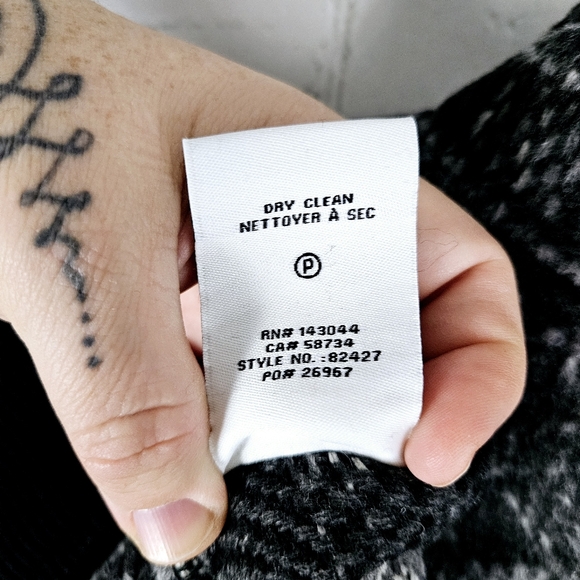 DRY CLEAN
NETTOYER À SEC
P
RN# 143044
CA# 58734
STYLE NO. :82427
PO# 26967